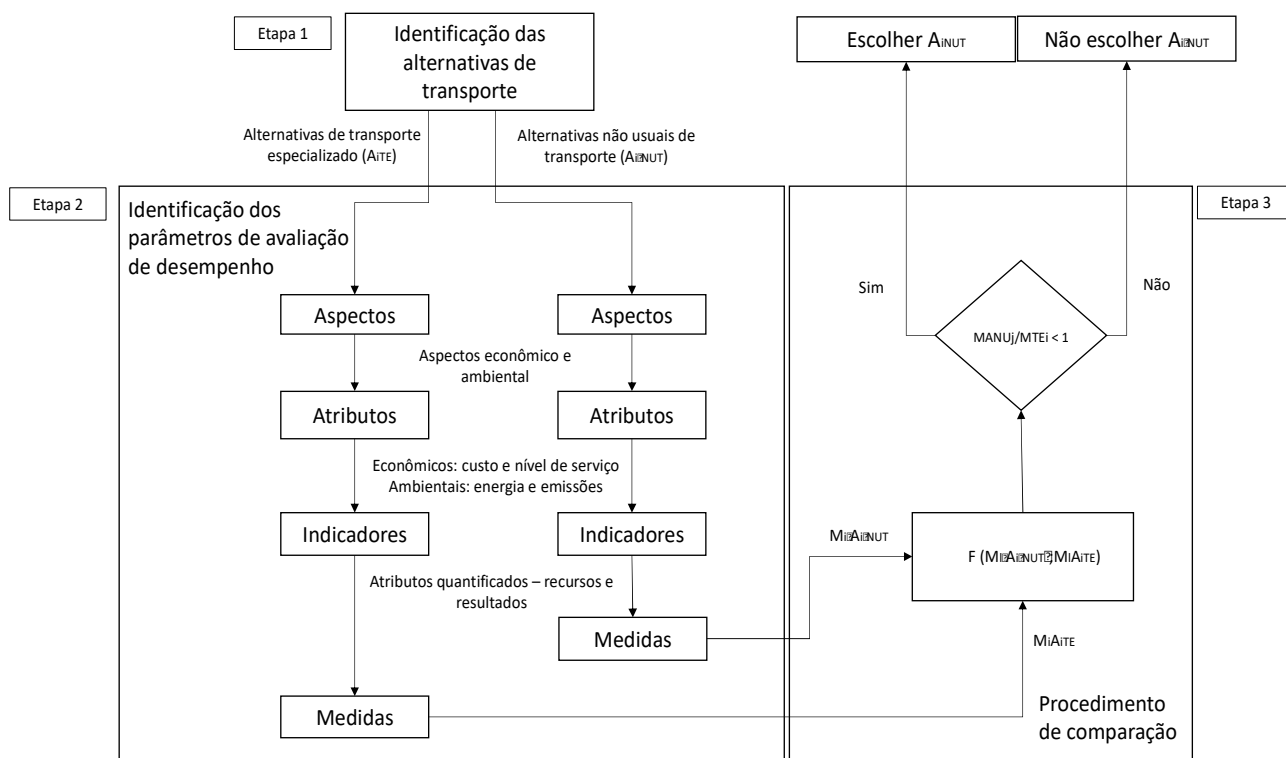 Etapa 1
Identificação das
alternativas de
transporte
Escolher AiNUT
Não escolher AiNUT
Alternativas de transporte
especializado (AiTE)
Alternativas não usuais de
transporte (AiNUT)
Etapa 2
Identificação dos
parâmetros de avaliação
de desempenho
Etapa 3
Sim
Não
MANUj/MTEi < 1
Aspectos
Aspectos
Aspectos econômico e
ambiental
Atributos
Atributos
Econômicos: custo e nível de serviço
Ambientais: energia e emissões
Indicadores
Indicadores
MiAiNUT
F (MiAiNUT;MiAiTE)
Atributos quantificados – recursos e
resultados
Medidas
MiAiTE
Medidas
Procedimento
de comparação